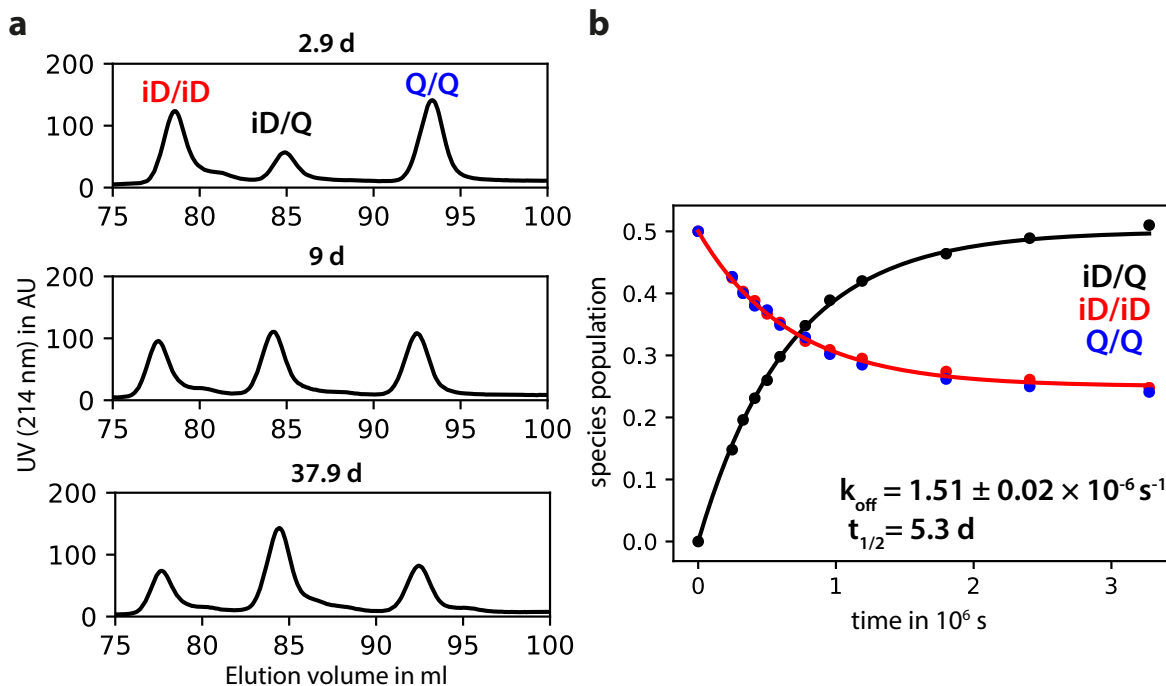 a
2.9 d
200
100
0
iD/iD
iD/Q
Q/Q
75 80 85 90 95 100
9 d
200
100
0
75 80 85 90 95 100
37.9 d
200
100
0
75 80 85 90 95 100
UV (214 nm) in AU
Elution volume in ml
b
0.5
0.4
0.3
0.2
0.1
0.0
species population
iD/Q
iD/iD
Q/Q
k_off = 1.51 ± 0.02 × 10⁻⁶ s⁻¹
t_1/2 = 5.3 d
0 1 2 3
time in 10⁶ s